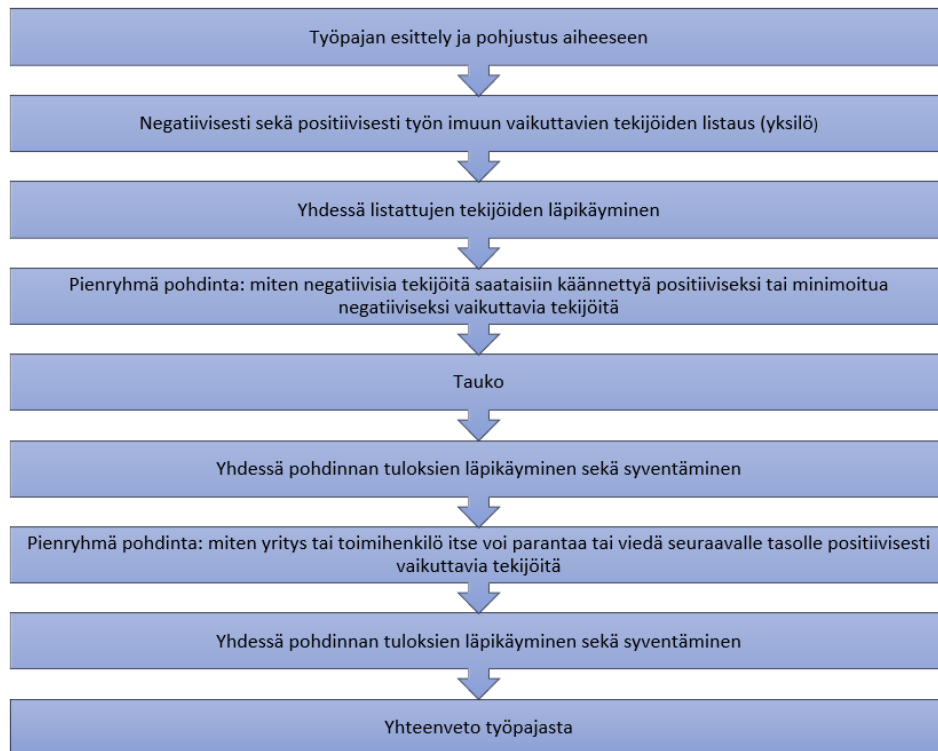 Työpajan esittely ja pohjustus aiheeseen
Negatiivisesti sekä positiivisesti työn imuun vaikuttavien tekijöiden listaus (yksilö)
Yhdessä listattujen tekijöiden läpikäyminen
Pienryhmä pohdinta: miten negatiivisia tekijöitä saataisiin käännettyä positiiviseksi tai minimoitua
negatiiviseksi vaikuttavia tekijöitä
Tauko
Yhdessä pohdinnan tuloksien läpikäyminen sekä syventäminen
Pienryhmä pohdinta: miten yritys tai toimihenkilö itse voi parantaa tai viedä seuraavalle tasolle positiivisesti
vaikuttavia tekijöitä
Yhdessä pohdinnan tuloksien läpikäyminen sekä syventäminen
Yhteenveto työpajasta